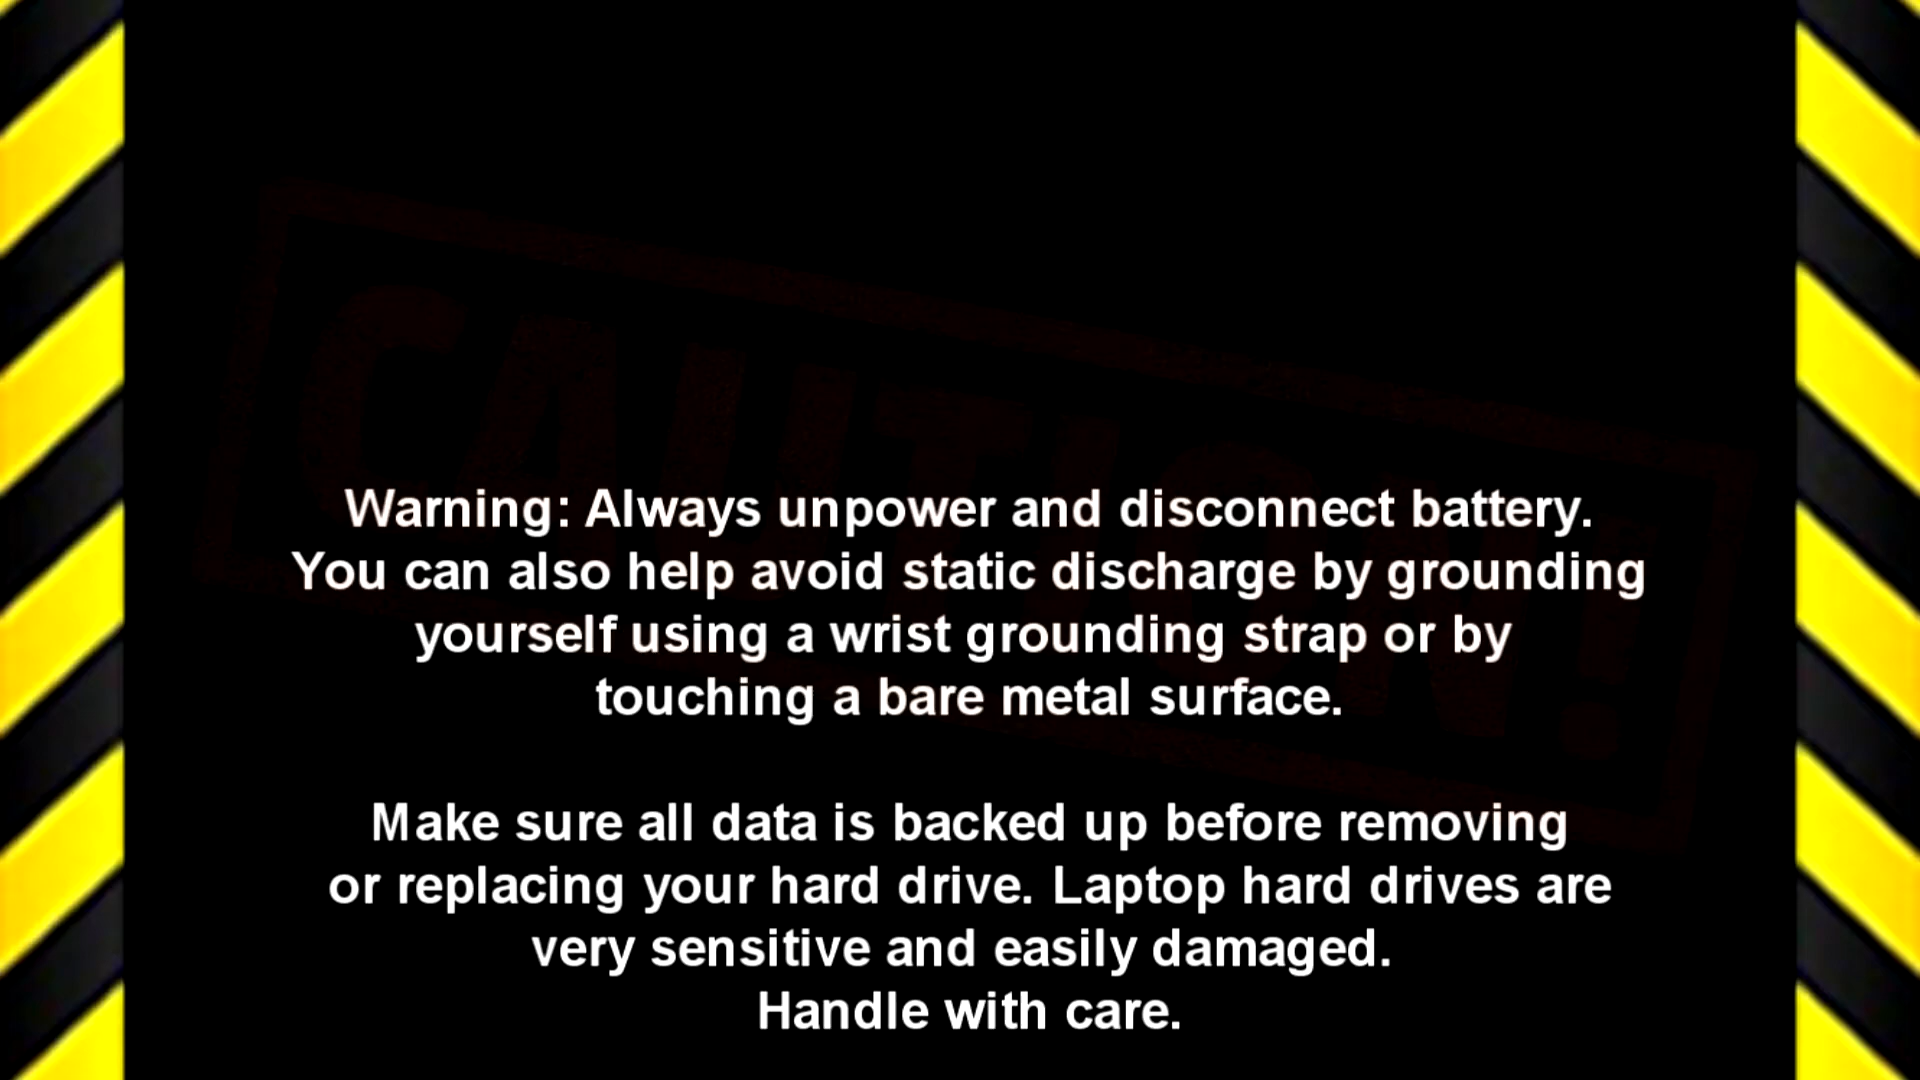 CAUTION!
Warning: Always unpower and disconnect battery.
You can also help avoid static discharge by grounding
yourself using a wrist grounding strap or by
touching a bare metal surface.
Make sure all data is backed up before removing
or replacing your hard drive. Laptop hard drives are
very sensitive and easily damaged.
Handle with care.